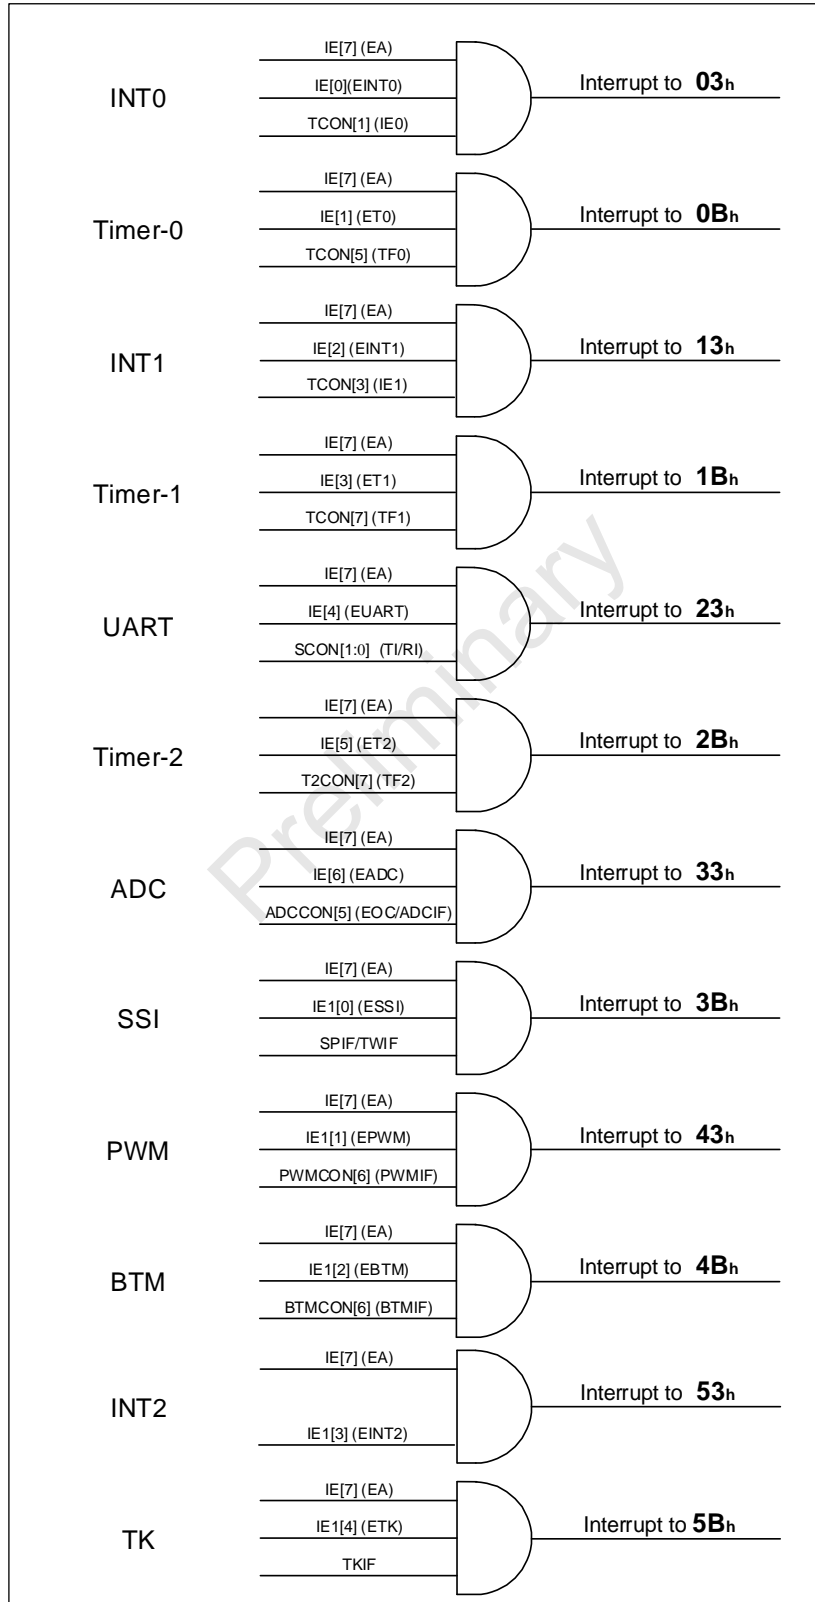 IE[7] (EA)
INT0
IE[0](EINT0)
Interrupt to 03h
TCON[1] (IE0)
IE[7] (EA)
Timer-0
IE[1] (ET0)
Interrupt to 0Bh
TCON[5] (TF0)
IE[7] (EA)
INT1
IE[2] (EINT1)
Interrupt to 13h
TCON[3] (IE1)
IE[7] (EA)
Timer-1
IE[3] (ET1)
Interrupt to 1Bh
TCON[7] (TF1)
IE[7] (EA)
UART
IE[4] (EUART)
Interrupt to 23h
SCON[1:0] (TI/RI)
IE[7] (EA)
Timer-2
IE[5] (ET2)
Interrupt to 2Bh
T2CON[7] (TF2)
IE[7] (EA)
ADC
IE[6] (EADC)
Interrupt to 33h
ADCCON[5] (EOC/ADCIF)
IE[7] (EA)
SSI
IE1[0] (ESSI)
Interrupt to 3Bh
SPIF/TWIF
IE[7] (EA)
PWM
IE1[1] (EPWM)
Interrupt to 43h
PWMCON[6] (PWMIF)
IE[7] (EA)
BTM
IE1[2] (EBTM)
Interrupt to 4Bh
BTMCON[6] (BTMIF)
IE[7] (EA)
INT2
Interrupt to 53h
IE1[3] (EINT2)
IE[7] (EA)
TK
IE1[4] (ETK)
Interrupt to 5Bh
TKIF
Preliminary